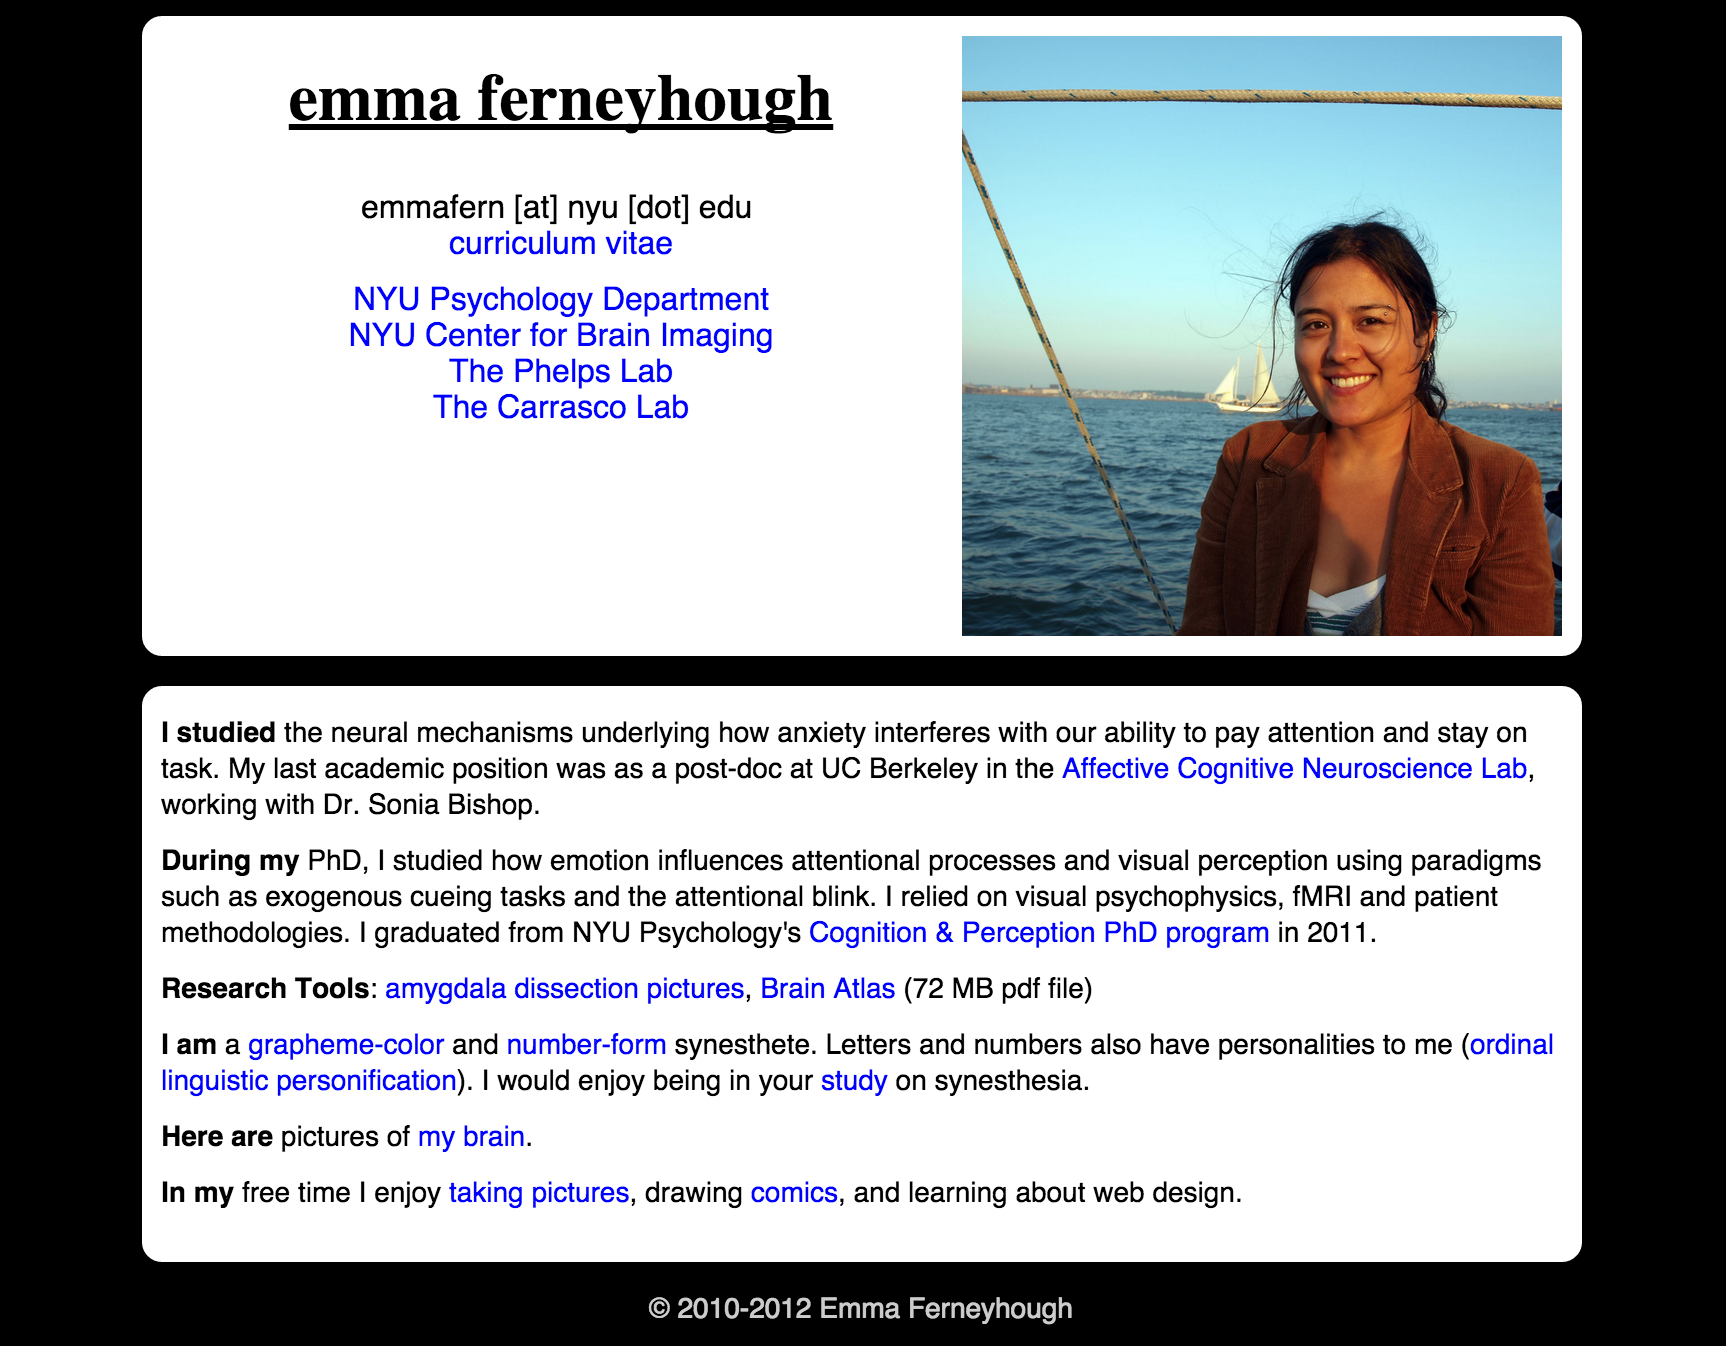 emma ferneyhough
emmafern [at] nyu [dot] edu
curriculum vitae
NYU Psychology Department
NYU Center for Brain Imaging
The Phelps Lab
The Carrasco Lab
I studied the neural mechanisms underlying how anxiety interferes with our ability to pay attention and stay on
task. My last academic position was as a post-doc at UC Berkeley in the Affective Cognitive Neuroscience Lab,
working with Dr. Sonia Bishop.
During my PhD, I studied how emotion influences attentional processes and visual perception using paradigms
such as exogenous cueing tasks and the attentional blink. I relied on visual psychophysics, fMRI and patient
methodologies. I graduated from NYU Psychology's Cognition & Perception PhD program in 2011.
Research Tools: amygdala dissection pictures, Brain Atlas (72 MB pdf file)
I am a grapheme-color and number-form synesthete. Letters and numbers also have personalities to me (ordinal
linguistic personification). I would enjoy being in your study on synesthesia.
Here are pictures of my brain.
In my free time I enjoy taking pictures, drawing comics, and learning about web design.
© 2010-2012 Emma Ferneyhough